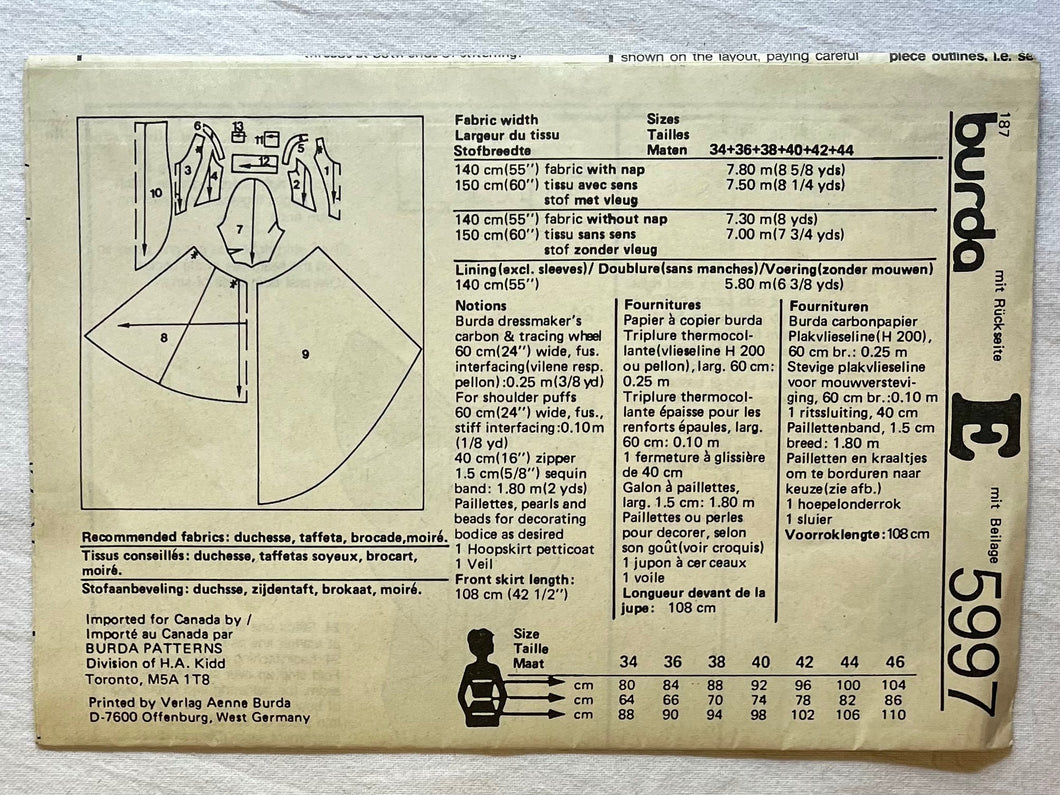 shown on the layout, paying careful
piece outlines, i.e. se
6
13
11
5
3
4
12
2
1
10
7
8
9
Fabric width
Largeur du tissu
Stofbreedte
Sizes
Tailles
Maten 34+36+38+40+42+44
140 cm(55'') fabric with nap 7.80 m(8 5/8 yds)
150 cm(60'') tissu avec sens 7.50 m(8 1/4 yds)
stof met vleug
140 cm(55'') fabric without nap 7.30 m(8 yds)
150 cm(60'') tissu sans sens 7.00 m(7 3/4 yds)
stof zonder vleug
Lining(excl. sleeves)/ Doublure(sans manches)/Voering(zonder mouwen)
140 cm(55'') 5.80 m(6 3/8 yds)
Notions
Burda dressmaker's
carbon & tracing wheel
60 cm(24'') wide, fus.
interfacing(vilene resp.
pellon):0.25 m(3/8 yd)
For shoulder puffs
60 cm(24'') wide, fus.,
stiff interfacing:0.10m
(1/8 yd)
40 cm(16'') zipper
1.5 cm(5/8'') sequin
band: 1.80 m(2 yds)
Paillettes, pearls and
beads for decorating
bodice as desired
1 Hoopskirt petticoat
1 Veil
Front skirt length:
108 cm (42 1/2'')
Fournitures
Papier à copier burda
Triplure thermocol-
lante(vlieseline H 200
ou pellon), larg. 60 cm:
0.25 m
Triplure thermocol-
lante épaisse pour les
renforts épaules, larg.
60 cm: 0.10 m
1 fermeture à glissière
de 40 cm
Galon à paillettes,
larg. 1.5 cm: 1.80 m
Paillettes ou perles
pour decorer, selon
son goût(voir croquis)
1 jupon à cer ceaux
1 voile
Longueur devant de la
jupe: 108 cm
Fournituren
Burda carbonpapier
Plakvlieseline(H 200),
60 cm br.: 0.25 m
Stevige plakvlieseline
voor mouwverstevi-
ging, 60 cm br.:0.10 m
1 ritssluiting, 40 cm
Paillettenband, 1.5 cm
breed: 1.80 m
Pailletten en kraaltjes
om te borduren naar
keuze(zie afb.)
1 hoepelonderrok
1 sluier
Voorroklengte:108 cm
Recommended fabrics: duchesse, taffeta, brocade,moiré.
Tissus conseillés: duchesse, taffetas soyeux, brocart,
moiré.
Stofaanbeveling: duchsse, zijdentaft, brokaat, moiré.
Imported for Canada by /
Importé au Canada par
BURDA PATTERNS
Division of H.A. Kidd
Toronto, M5A 1T8
Printed by Verlag Aenne Burda
D-7600 Offenburg, West Germany
Size
Taille
Maat 34 36 38 40 42 44 46
cm 80 84 88 92 96 100 104
cm 64 66 70 74 78 82 86
cm 88 90 94 98 102 106 110
187
burda
mit Rückseite
E
mit Beilage
5997